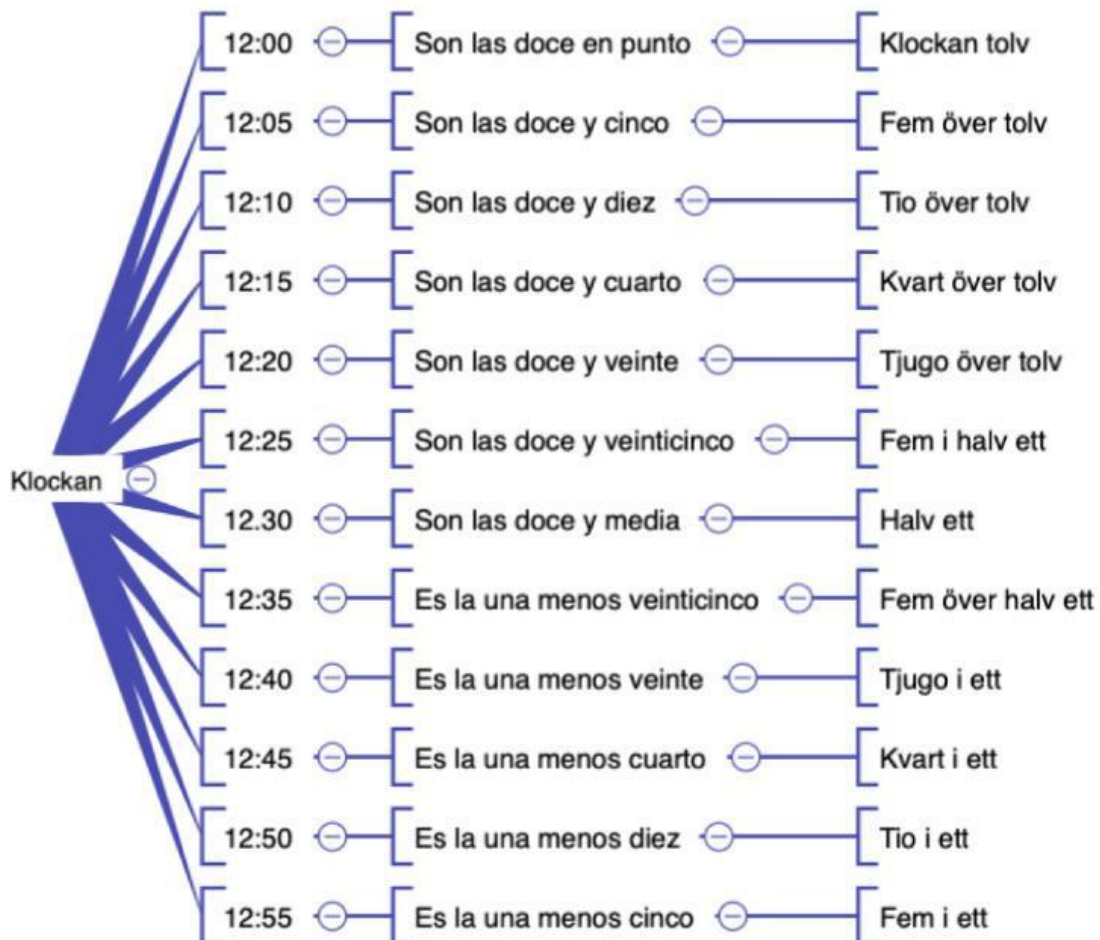 12:00 Son las doce en punto Klockan tolv
12:05 Son las doce y cinco Fem över tolv
12:10 Son las doce y diez Tio över tolv
12:15 Son las doce y cuarto Kvart över tolv
12:20 Son las doce y veinte Tjugo över tolv
12:25 Son las doce y veinticinco Fem i halv ett
Klockan
12.30 Son las doce y media Halv ett
12:35 Es la una menos veinticinco Fem över halv ett
12:40 Es la una menos veinte Tjugo i ett
12:45 Es la una menos cuarto Kvart i ett
12:50 Es la una menos diez Tio i ett
12:55 Es la una menos cinco Fem i ett